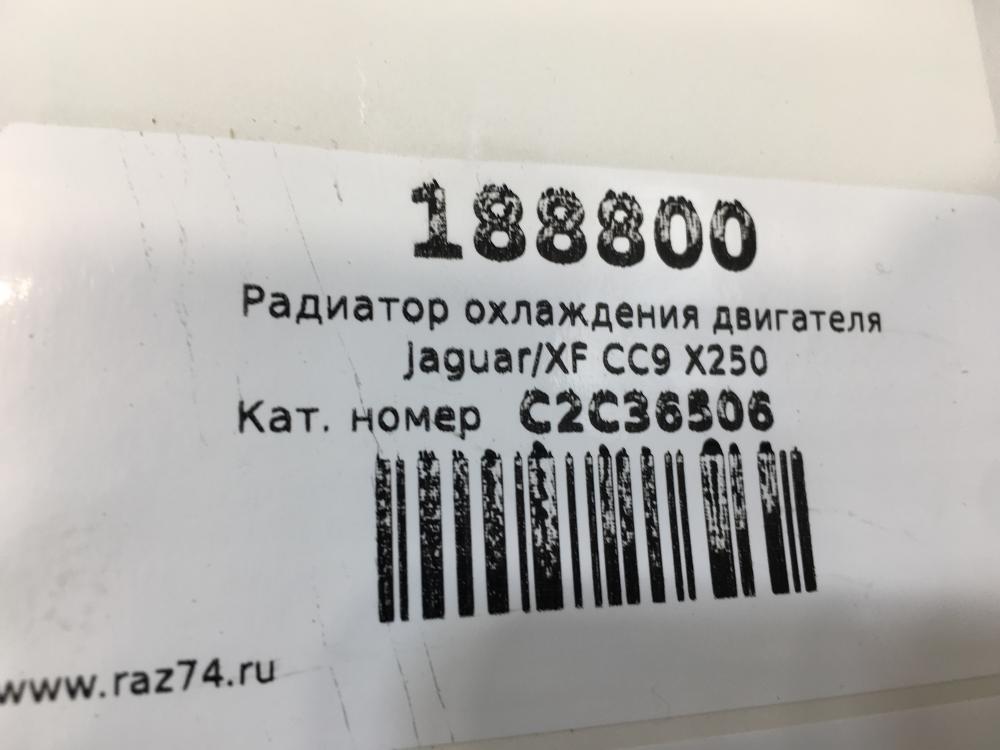 188800
Радиатор охлаждения двигателя
Jaguar/XF CC9 X250
Кат. номер C2C36506
www.raz74.ru